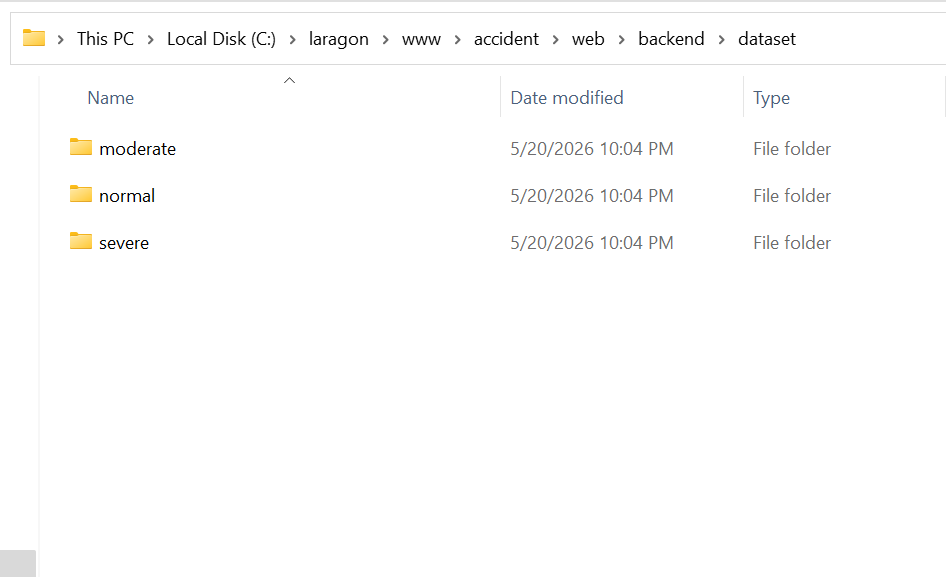 This PC > Local Disk (C:) > laragon > www > accident > web > backend > dataset
Name Date modified Type
moderate 5/20/2026 10:04 PM File folder
normal 5/20/2026 10:04 PM File folder
severe 5/20/2026 10:04 PM File folder